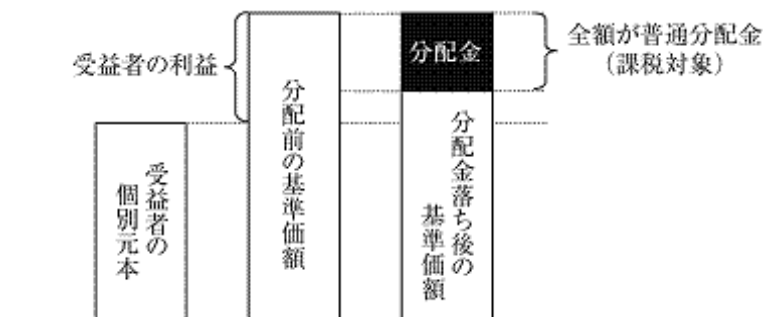 受益者の利益
分配金
全額が普通分配金
（課税対象）
受益者の
個別元本
分配前の基準価額
分配金落ち後の
基準価額